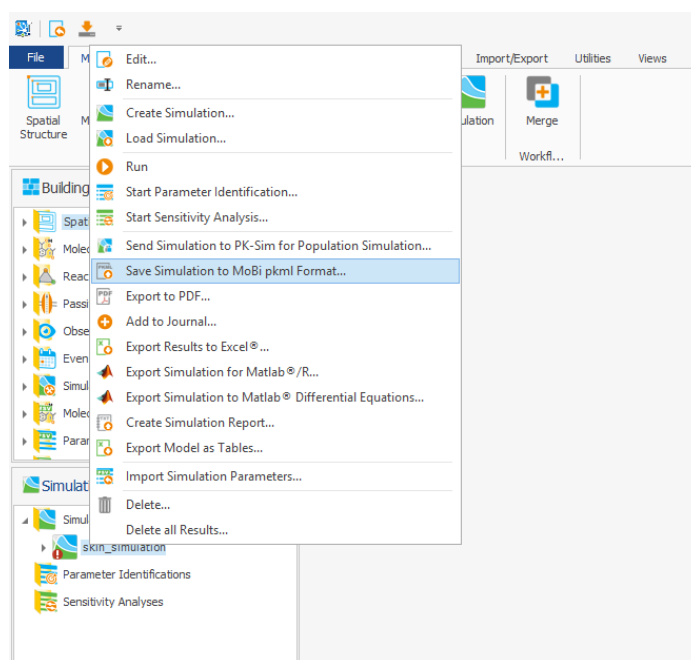 File
M
Import/Export
Utilities
Views
Spatial
Structure
M
ulation
Merge
Workfl...
Edit...
Rename...
Create Simulation...
Load Simulation...
Run
Start Parameter Identification...
Start Sensitivity Analysis...
Send Simulation to PK-Sim for Population Simulation...
Save Simulation to MoBi pkml Format...
Export to PDF...
Add to Journal...
Export Results to Excel®...
Export Simulation for Matlab®/R...
Export Simulation to Matlab® Differential Equations...
Create Simulation Report...
Export Model as Tables...
Import Simulation Parameters...
Delete...
Delete all Results...
Building
Spat
Molec
Reac
Passi
Obse
Even
Simul
Molec
Parar
Simulat
Simul
skin_simulation
Parameter Identifications
Sensitivity Analyses